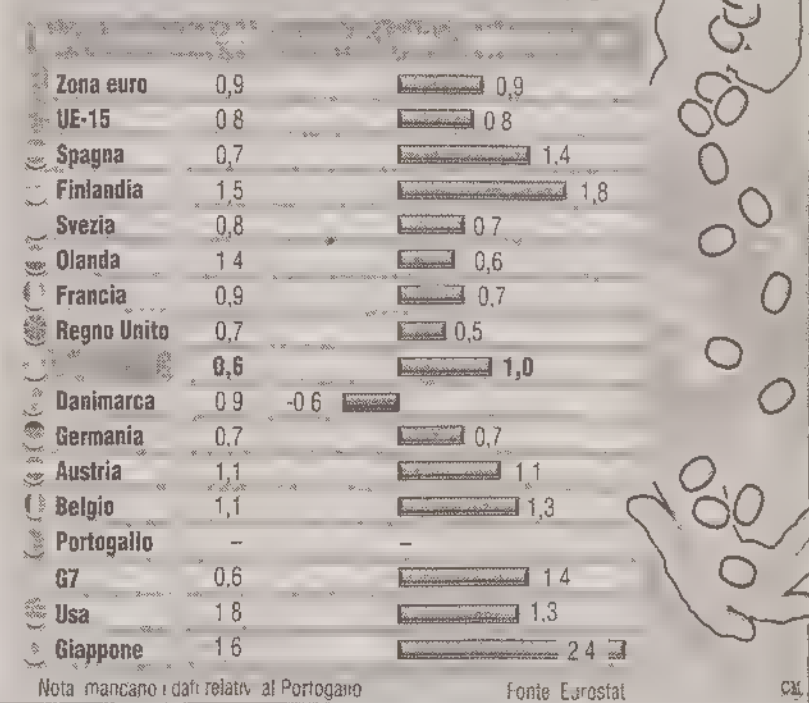 Zona euro 0,9 0,9
UE-15 0 8 0 8
Spagna 0,7 1,4
Finlandia 1,5 1,8
Svezia 0,8 0 7
Olanda 1 4 0,6
Francia 0,9 0,7
Regno Unito 0,7 0,5
0,6 1,0
Danimarca 0 9 -0 6
Germania 0,7 0,7
Austria 1,1 1 1
Belgio 1,1 1,3
Portogallo – –
G7 0,6 1 4
Usa 1 8 1,3
Giappone 1 6 2 4
Nota mancano i dati relativ al Portogallo Fonte Eurostat